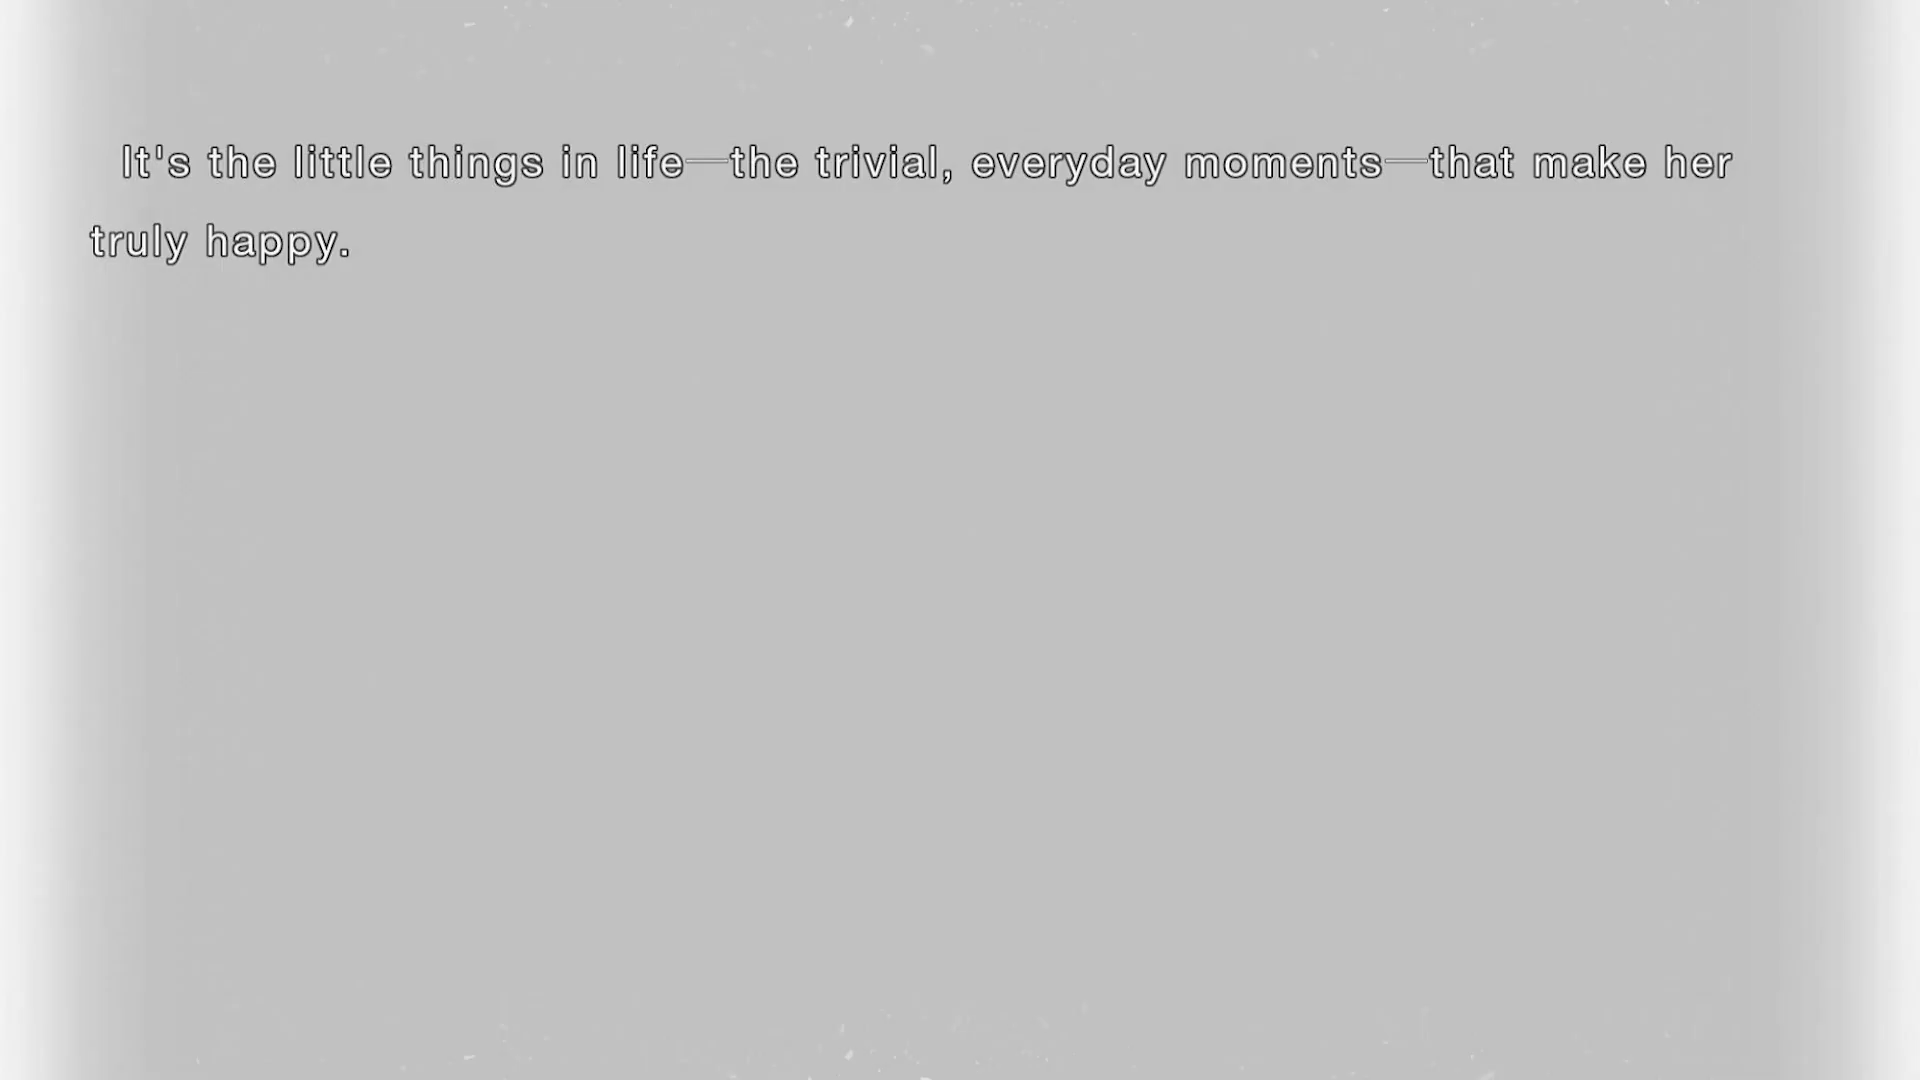 It's the little things in life—the trivial, everyday moments—that make her
truly happy.